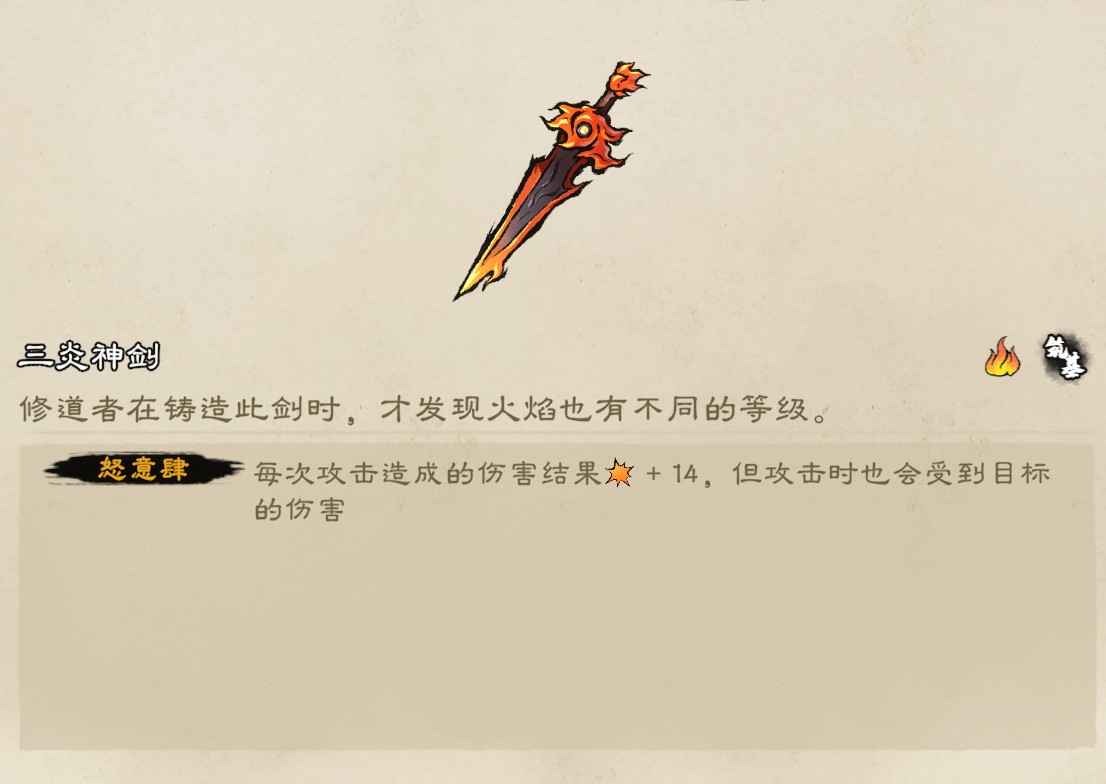 三炎神剑
筑基
修道者在铸造此剑时，才发现火焰也有不同的等级。
怒意肆
每次攻击造成的伤害结果 + 14，但攻击时也会受到目标
的伤害